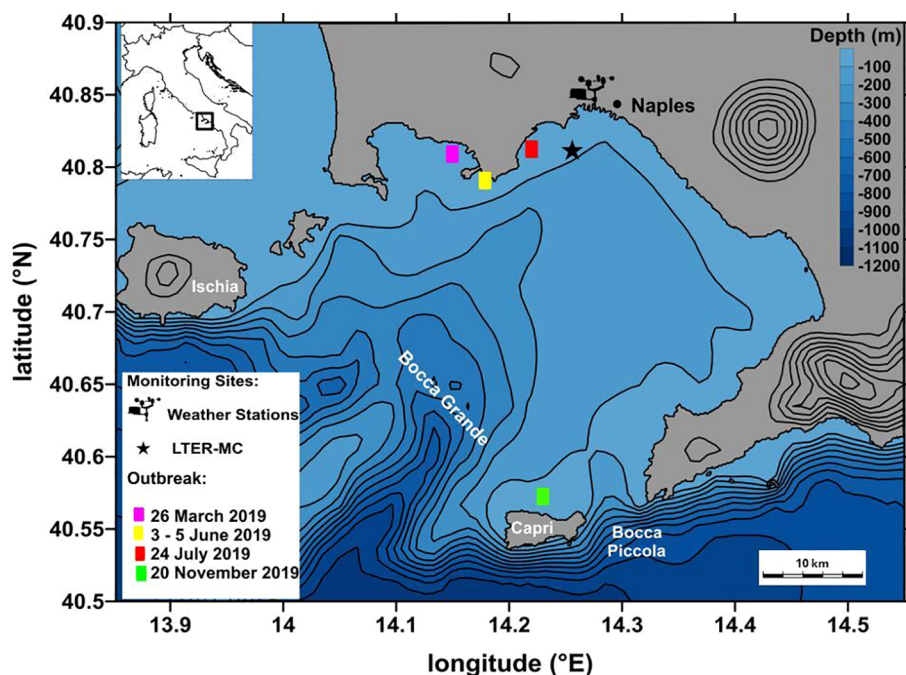 40.9
40.85
40.8
40.75
40.7
40.65
40.6
40.55
40.5
latitude (°N)
Depth (m)
-100
-200
-300
-400
-500
-600
-700
-800
-900
-1000
-1100
-1200
Naples
Ischia
Bocca Grande
Capri
Bocca
Piccola
Monitoring Sites:
Weather Stations
LTER-MC
Outbreak:
26 March 2019
3 - 5 June 2019
24 July 2019
20 November 2019
10 km
13.9
14
14.1
14.2
14.3
14.4
14.5
longitude (°E)